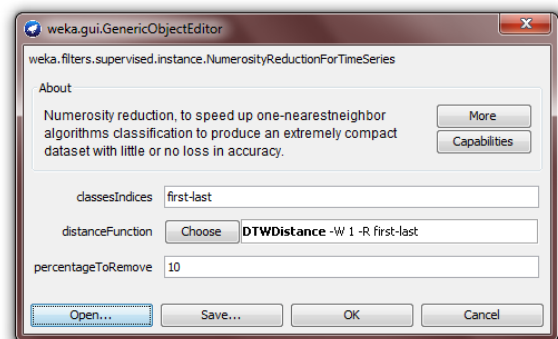 weka.gui.GenericObjectEditor
weka.filters.supervised.instance.NumerosityReductionForTimeSeries
About
Numerosity reduction, to speed up one-nearestneighbor
algorithms classification to produce an extremely compact
dataset with little or no loss in accuracy.
More
Capabilities
classesIndices first-last
distanceFunction Choose DTWDistance -W 1 -R first-last
percentageToRemove 10
Open... Save... OK Cancel